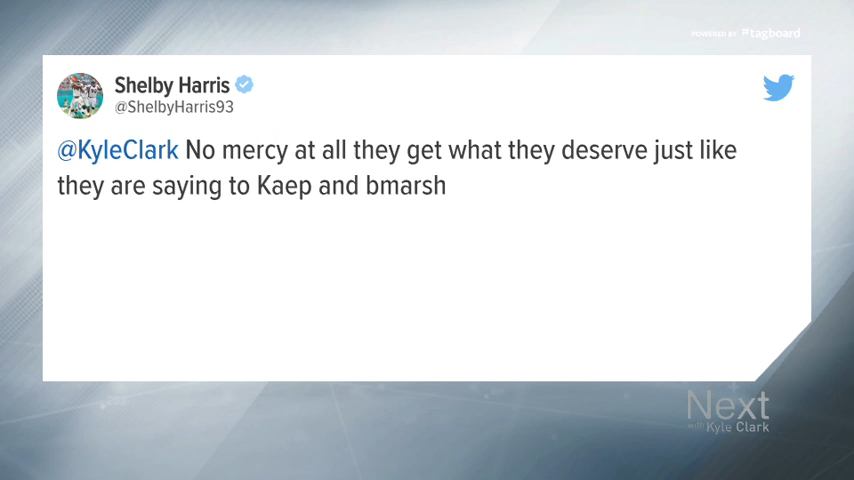 POWERED BY #tagboard
Shelby Harris
@ShelbyHarris93
@KyleClark No mercy at all they get what they deserve just like
they are saying to Kaep and bmarsh
Next
with Kyle Clark